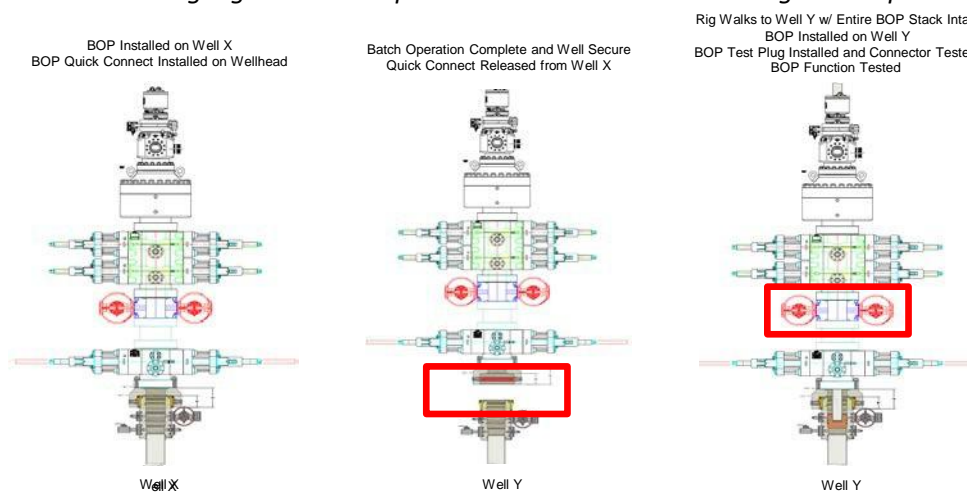 BOP Installed on Well X
BOP Quick Connect Installed on Wellhead
Batch Operation Complete and Well Secure
Quick Connect Released from Well X
Rig Walks to Well Y w/ Entire BOP Stack Inta
BOP Installed on Well Y
BOP Test Plug Installed and Connector Teste
BOP Function Tested
Well X
Well Y
Well Y